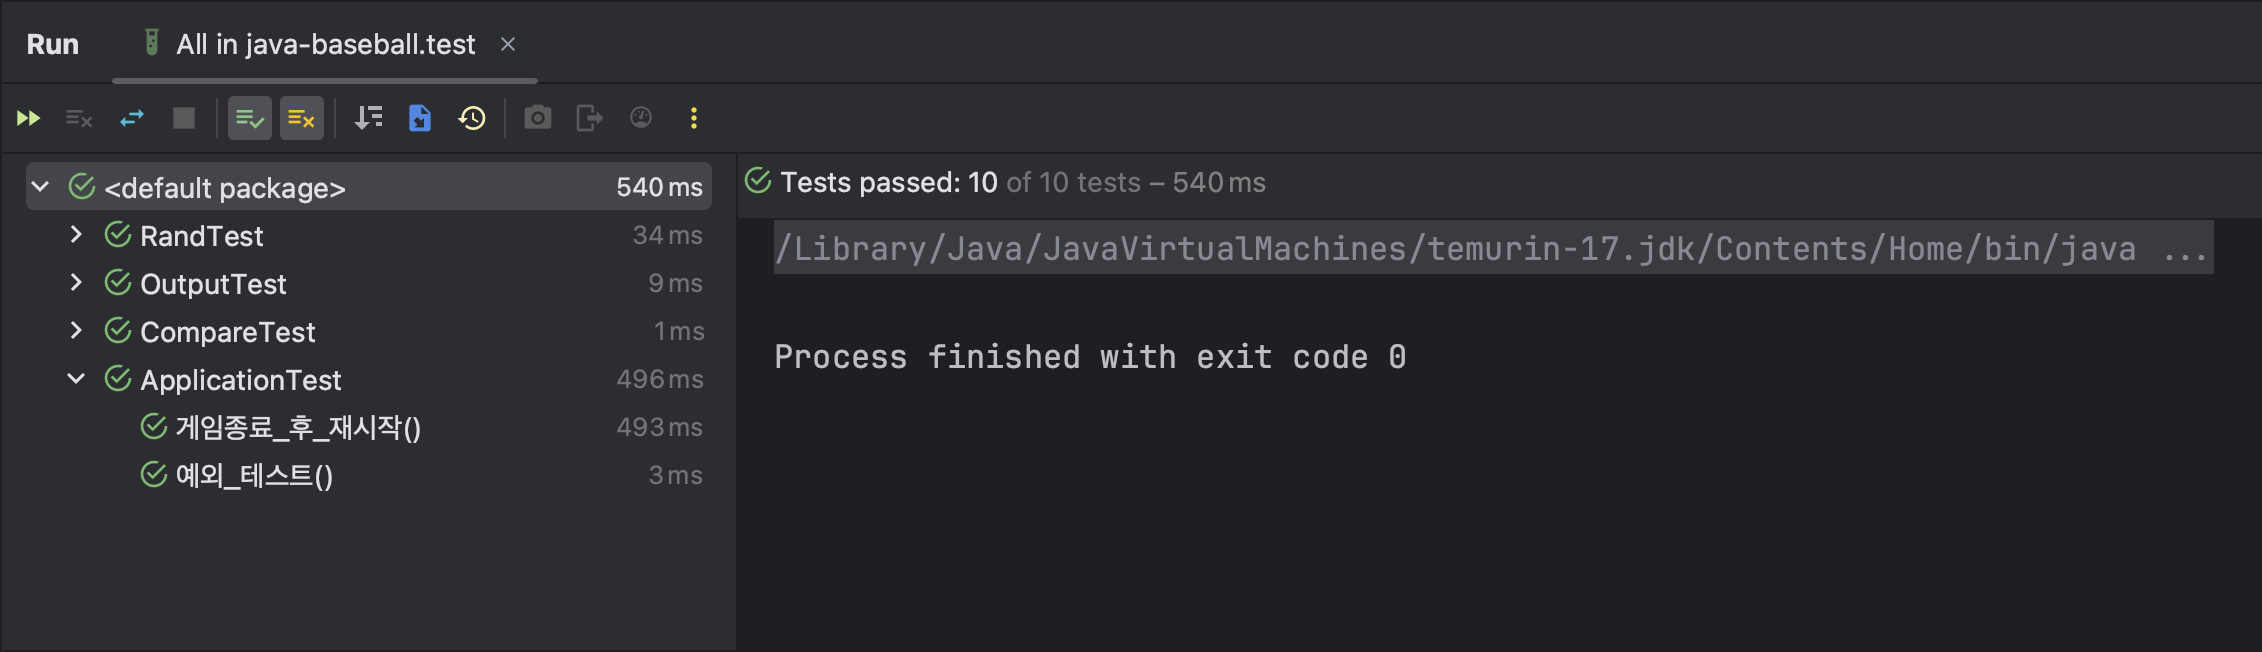 Run All in java-baseball.test
<default package> 540 ms
RandTest 34 ms
OutputTest 9 ms
CompareTest 1 ms
ApplicationTest 496 ms
게임종료_후_재시작() 493 ms
예외_테스트() 3 ms
Tests passed: 10 of 10 tests – 540 ms
/Library/Java/JavaVirtualMachines/temurin-17.jdk/Contents/Home/bin/java ...
Process finished with exit code 0